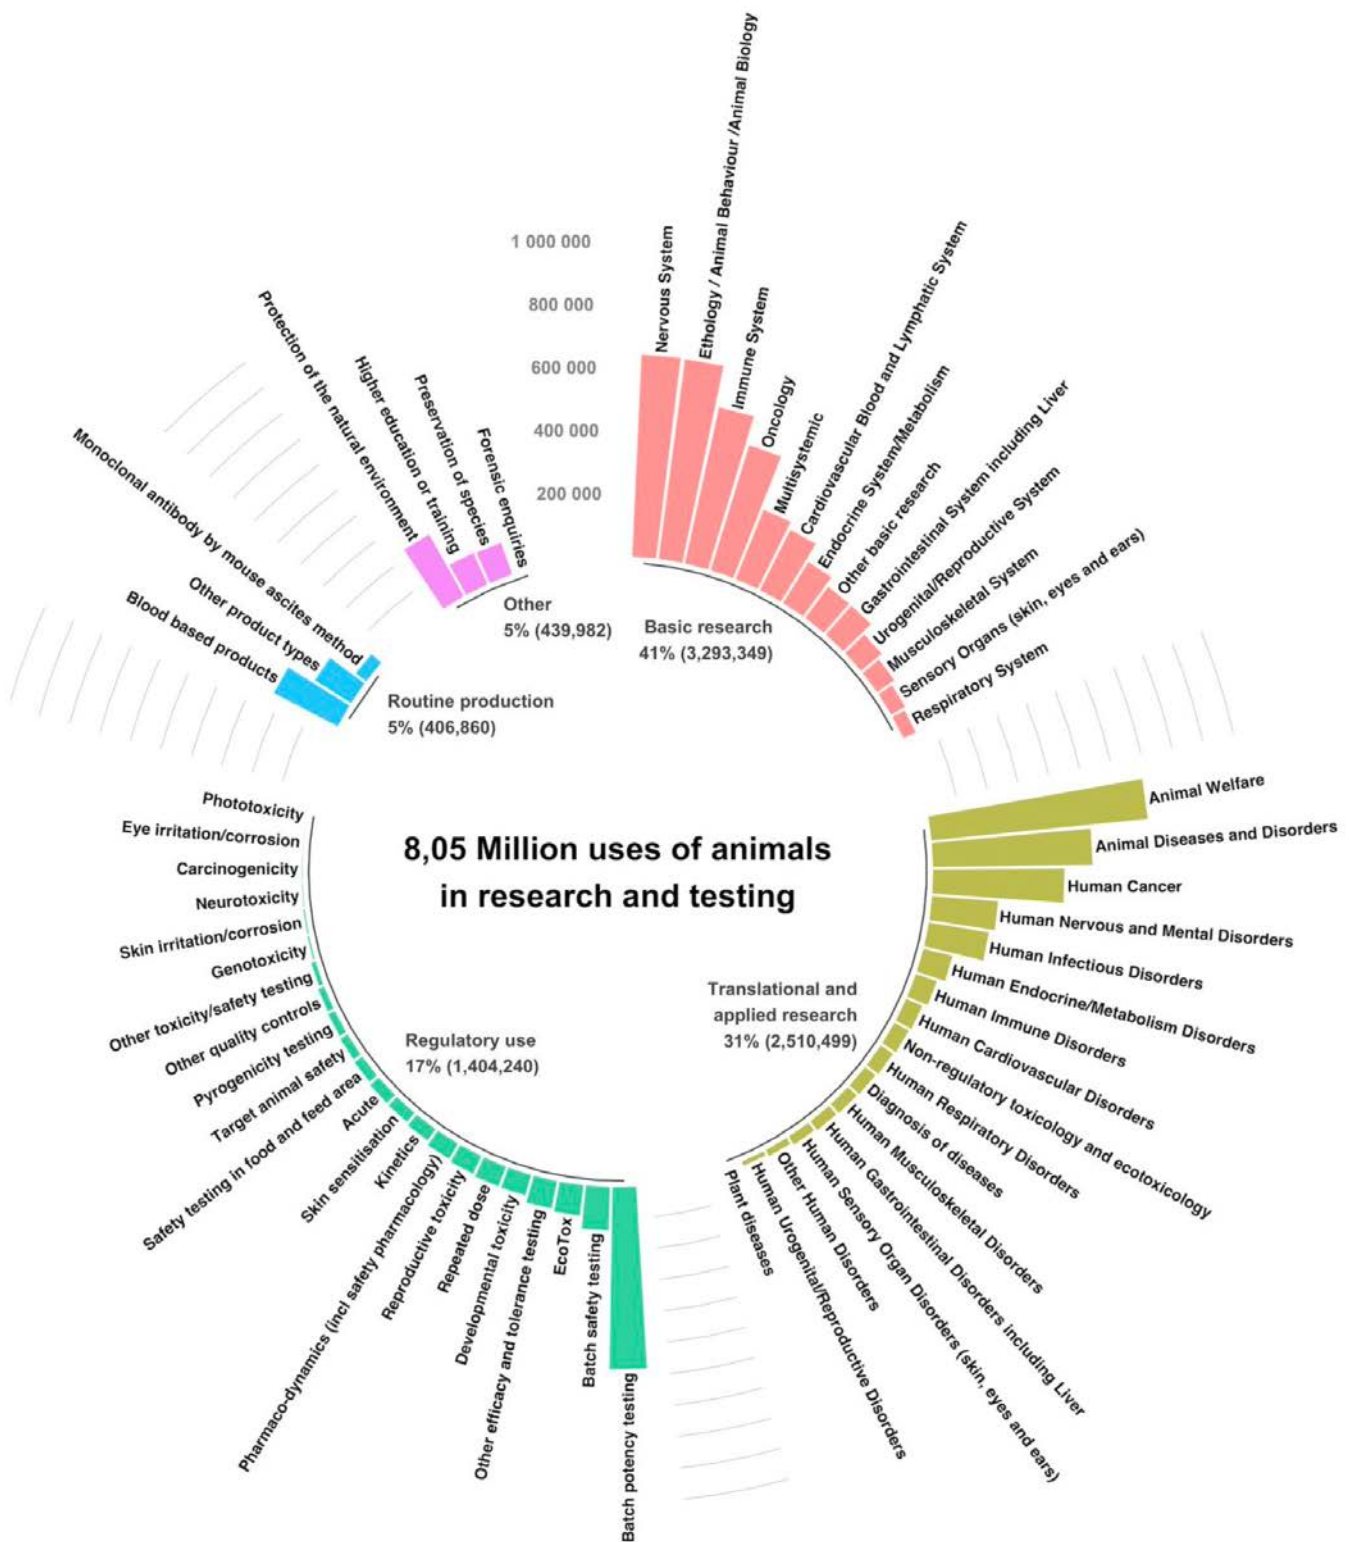 1 000 000
800 000
600 000
400 000
200 000
Nervous System
Ethology / Animal Behaviour /Animal Biology
Immune System
Oncology
Multisystemic
Cardiovascular Blood and Lymphatic System
Endocrine System/Metabolism
Other basic research
Gastrointestinal System including Liver
Urogenital/Reproductive System
Musculoskeletal System
Sensory Organs (skin, eyes and ears)
Respiratory System
Basic research
41% (3,293,349)
Animal Welfare
Animal Diseases and Disorders
Human Cancer
Human Nervous and Mental Disorders
Human Infectious Disorders
Human Endocrine/Metabolism Disorders
Human Immune Disorders
Human Cardiovascular Disorders
Non-regulatory toxicology and ecotoxicology
Human Respiratory Disorders
Diagnosis of diseases
Human Musculoskeletal Disorders
Human Gastrointestinal Disorders including Liver
Human Sensory Organ Disorders (skin, eyes and ears)
Other Human Disorders
Human Urogenital/Reproductive Disorders
Plant diseases
Translational and
applied research
31% (2,510,499)
Batch potency testing
Batch safety testing
EcoTox
Other efficacy and tolerance testing
Developmental toxicity
Repeated dose
Reproductive toxicity
Pharmaco-dynamics (incl safety pharmacology)
Kinetics
Skin sensitisation
Acute
Safety testing in food and feed area
Target animal safety
Pyrogenicity testing
Other quality controls
Other toxicity/safety testing
Genotoxicity
Skin irritation/corrosion
Neurotoxicity
Carcinogenicity
Eye irritation/corrosion
Phototoxicity
Regulatory use
17% (1,404,240)
Blood based products
Other product types
Monoclonal antibody by mouse ascites method
Routine production
5% (406,860)
Protection of the natural environment
Higher education or training
Preservation of species
Forensic enquiries
Other
5% (439,982)
8,05 Million uses of animals
in research and testing